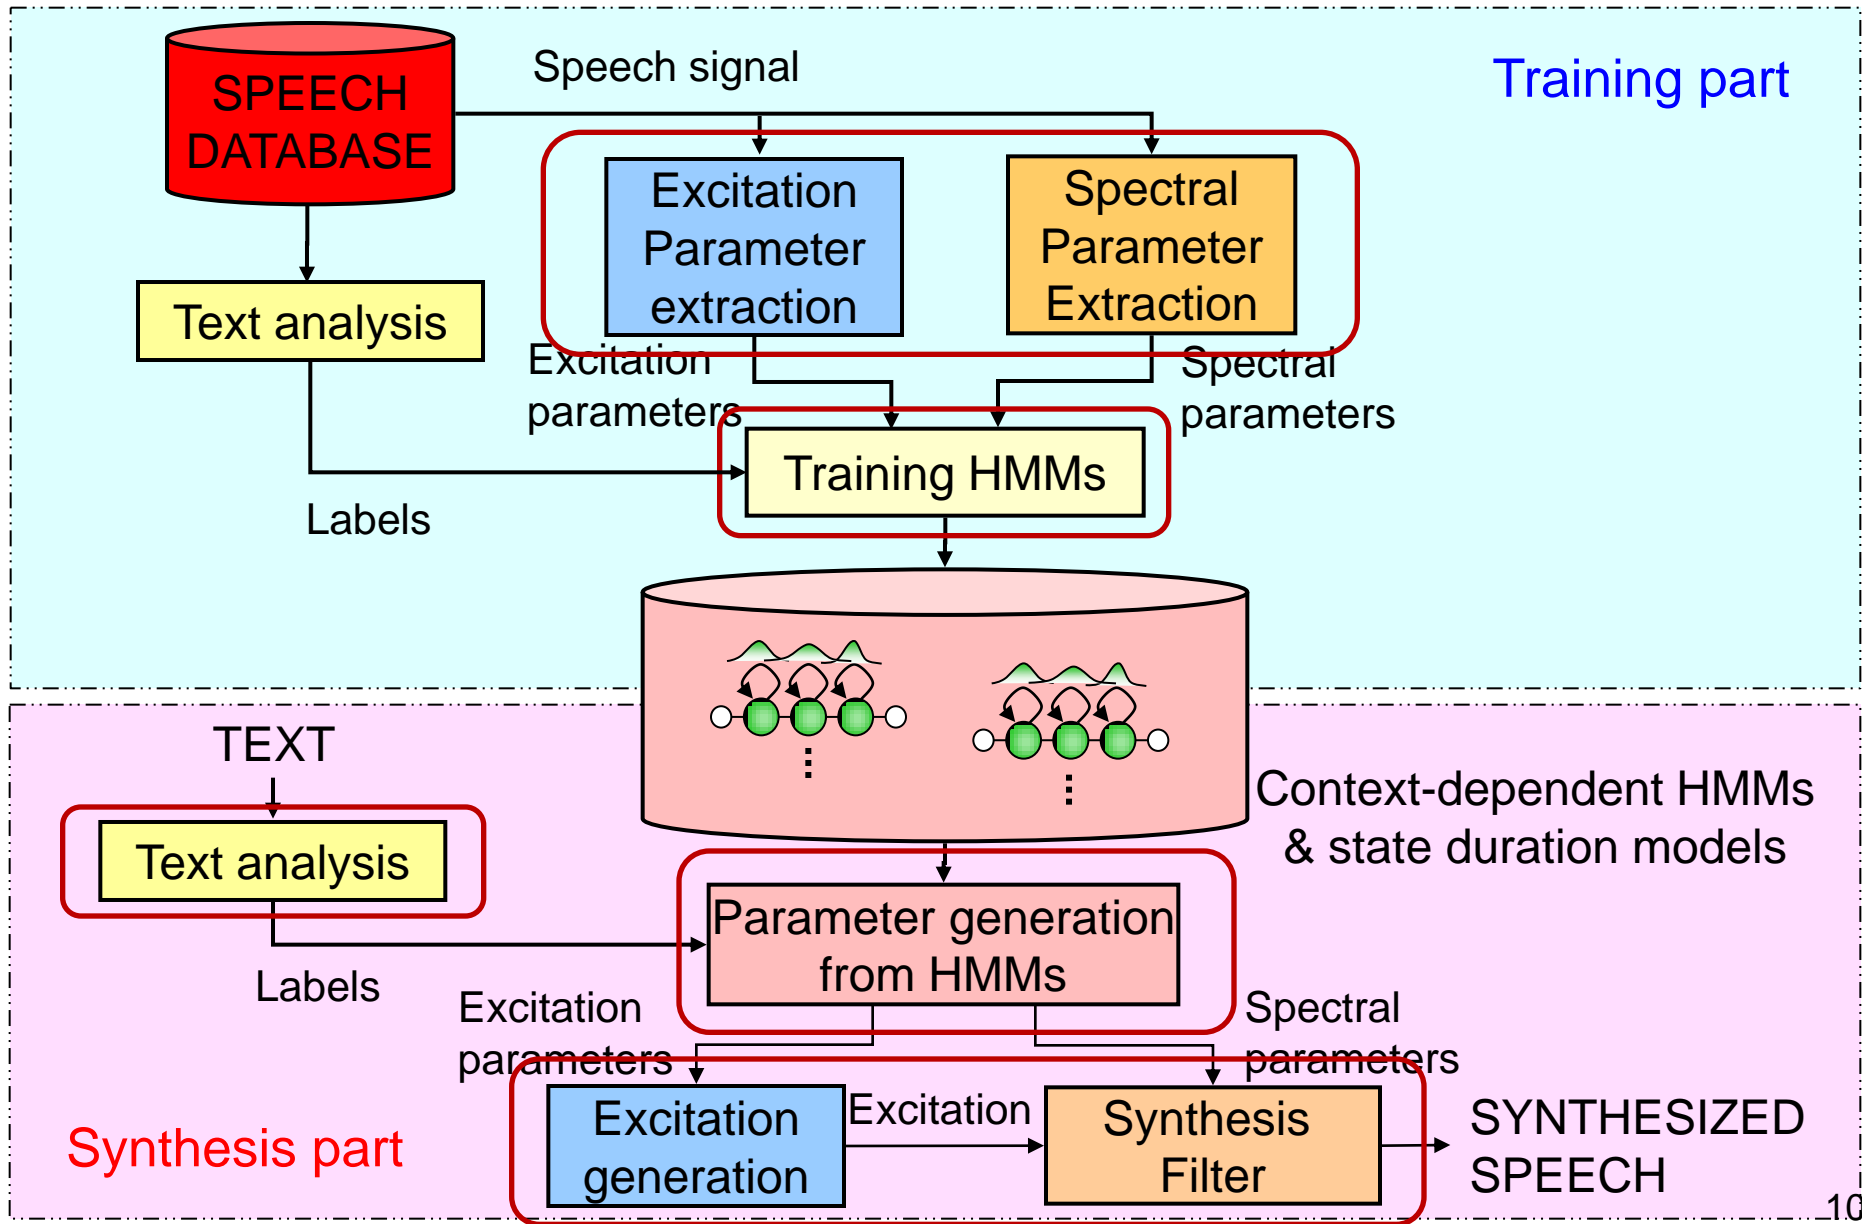 Training part
SPEECH
DATABASE
Speech signal
Excitation
Parameter
extraction
Spectral
Parameter
Extraction
Text analysis
Excitation
parameters
Spectral
parameters
Training HMMs
Labels
TEXT
Text analysis
Context-dependent HMMs
& state duration models
Parameter generation
from HMMs
Labels
Excitation
parameters
Spectral
parameters
Synthesis part
Excitation
generation
Excitation
Synthesis
Filter
SYNTHESIZED
SPEECH